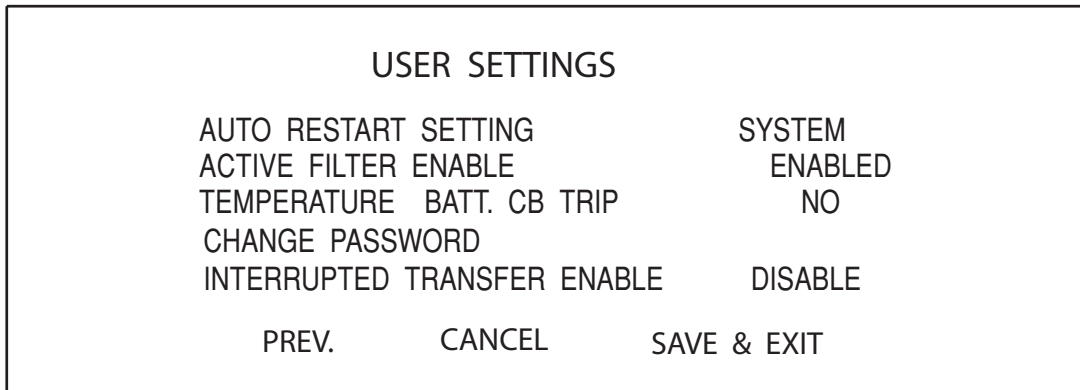 USER SETTINGS
AUTO RESTART SETTING SYSTEM
ACTIVE FILTER ENABLE ENABLED
TEMPERATURE BATT. CB TRIP NO
CHANGE PASSWORD
INTERRUPTED TRANSFER ENABLE DISABLE
PREV. CANCEL SAVE & EXIT